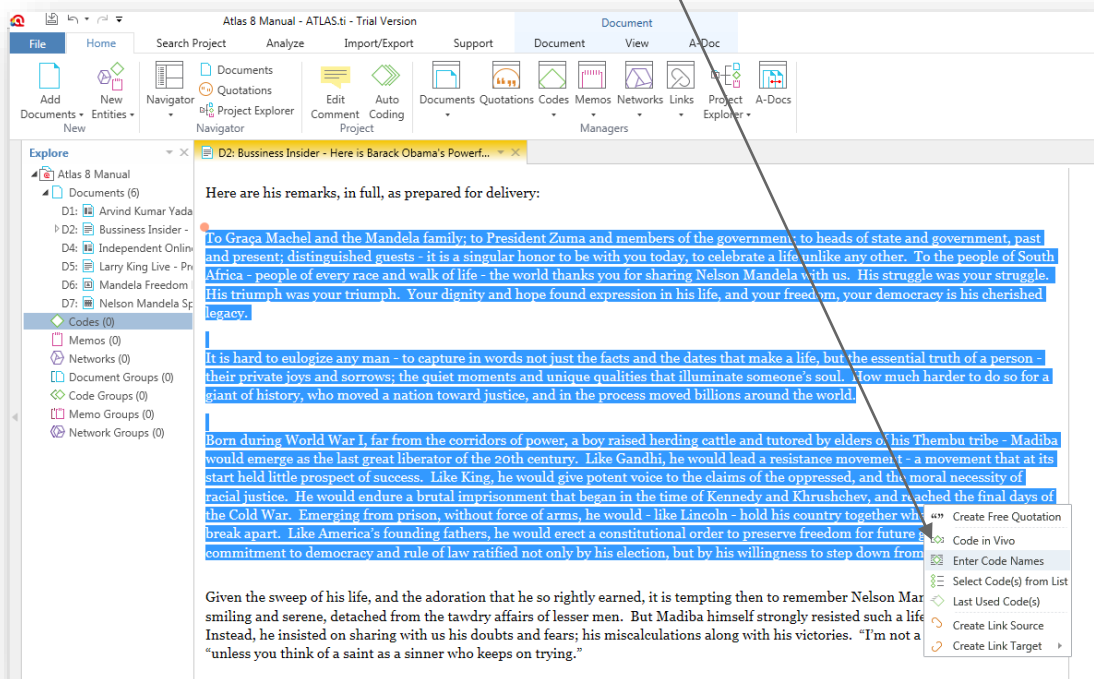 Atlas 8 Manual - ATLAS.ti - Trial Version
Document
File Home Search Project Analyze Import/Export Support Document View A-Doc
Add Documents
New Entities
New
Navigator
Documents
Quotations
Project Explorer
Navigator
Edit Comment
Auto Coding
Project
Documents Quotations Codes Memos Networks Links Project Explorer A-Docs
Managers
Explore
Atlas 8 Manual
Documents (6)
D1: Arvind Kumar Yada
D2: Bussiness Insider -
D4: Independent Onlin
D5: Larry King Live - Pr
D6: Mandela Freedom
D7: Nelson Mandela Sp
Codes (0)
Memos (0)
Networks (0)
Document Groups (0)
Code Groups (0)
Memo Groups (0)
Network Groups (0)
D2: Bussiness Insider - Here is Barack Obama's Powerf...
Here are his remarks, in full, as prepared for delivery:
To Graça Machel and the Mandela family; to President Zuma and members of the government; to heads of state and government, past
and present; distinguished guests - it is a singular honor to be with you today, to celebrate a life unlike any other. To the people of South
Africa - people of every race and walk of life - the world thanks you for sharing Nelson Mandela with us. His struggle was your struggle.
His triumph was your triumph. Your dignity and hope found expression in his life, and your freedom, your democracy is his cherished
legacy.
It is hard to eulogize any man - to capture in words not just the facts and the dates that make a life, but the essential truth of a person -
their private joys and sorrows; the quiet moments and unique qualities that illuminate someone's soul. How much harder to do so for a
giant of history, who moved a nation toward justice, and in the process moved billions around the world.
Born during World War I, far from the corridors of power, a boy raised herding cattle and tutored by elders of his Thembu tribe - Madiba
would emerge as the last great liberator of the 20th century. Like Gandhi, he would lead a resistance movement - a movement that at its
start held little prospect of success. Like King, he would give potent voice to the claims of the oppressed, and the moral necessity of
racial justice. He would endure a brutal imprisonment that began in the time of Kennedy and Khrushchev, and reached the final days of
the Cold War. Emerging from prison, without force of arms, he would - like Lincoln - hold his country together
break apart. Like America's founding fathers, he would erect a constitutional order to preserve freedom for future
commitment to democracy and rule of law ratified not only by his election, but by his willingness to step down from
Given the sweep of his life, and the adoration that he so rightly earned, it is tempting then to remember Nelson Mar
smiling and serene, detached from the tawdry affairs of lesser men. But Madiba himself strongly resisted such a life
Instead, he insisted on sharing with us his doubts and fears; his miscalculations along with his victories. "I'm not a
"unless you think of a saint as a sinner who keeps on trying."
Create Free Quotation
Code in Vivo
Enter Code Names
Select Code(s) from List
Last Used Code(s)
Create Link Source
Create Link Target